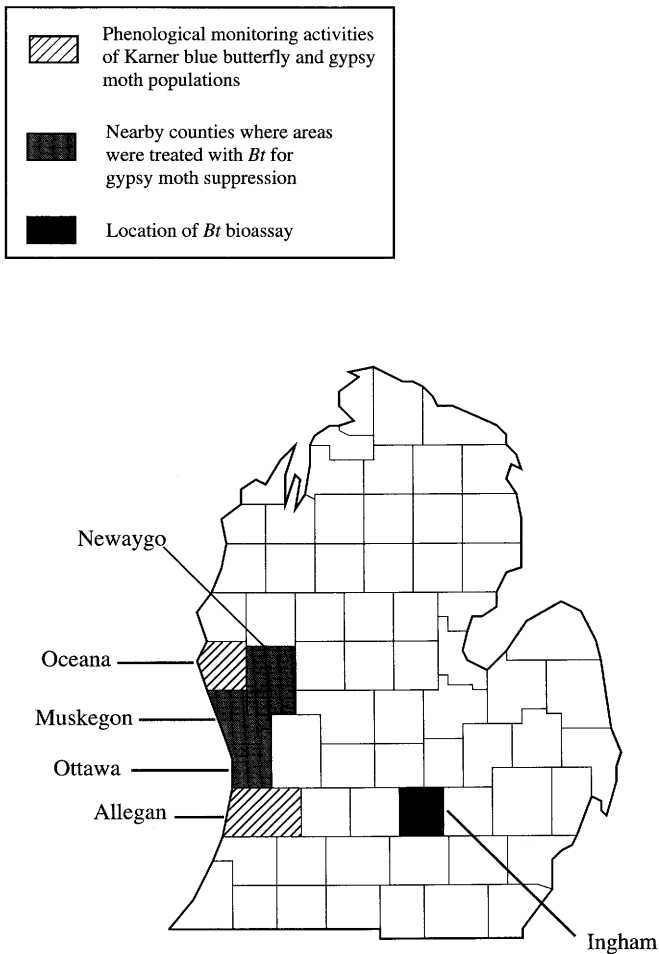 Phenological monitoring activities
of Karner blue butterfly and gypsy
moth populations
Nearby counties where areas
were treated with Bt for
gypsy moth suppression
Location of Bt bioassay
Newaygo
Oceana
Muskegon
Ottawa
Allegan
Ingham